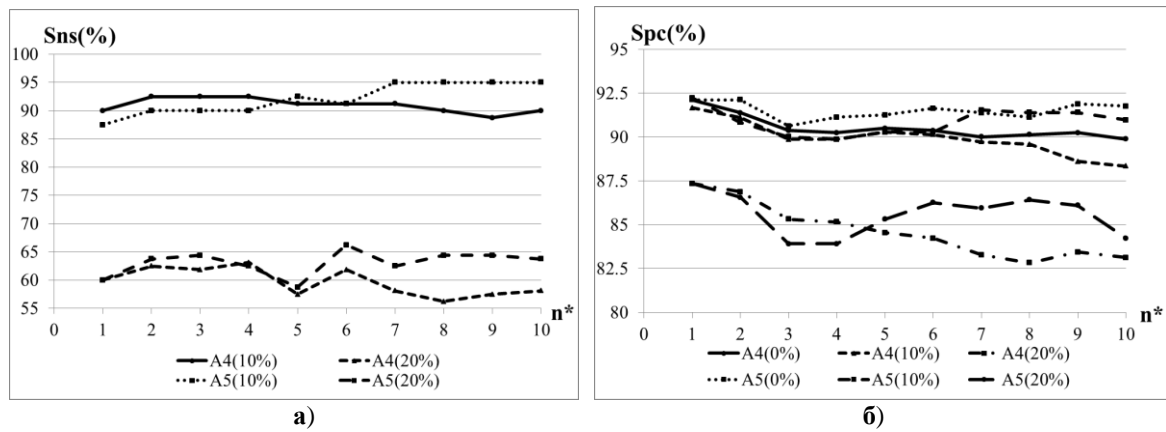 Sns(%)
100
95
90
85
80
75
70
65
60
55
0 1 2 3 4 5 6 7 8 9 10 n*
A4(10%) A4(20%)
A5(10%) A5(20%)
а)
Spc(%)
95
92.5
90
87.5
85
82.5
80
0 1 2 3 4 5 6 7 8 9 10 n*
A4(0%) A4(10%) A4(20%)
A5(0%) A5(10%) A5(20%)
б)